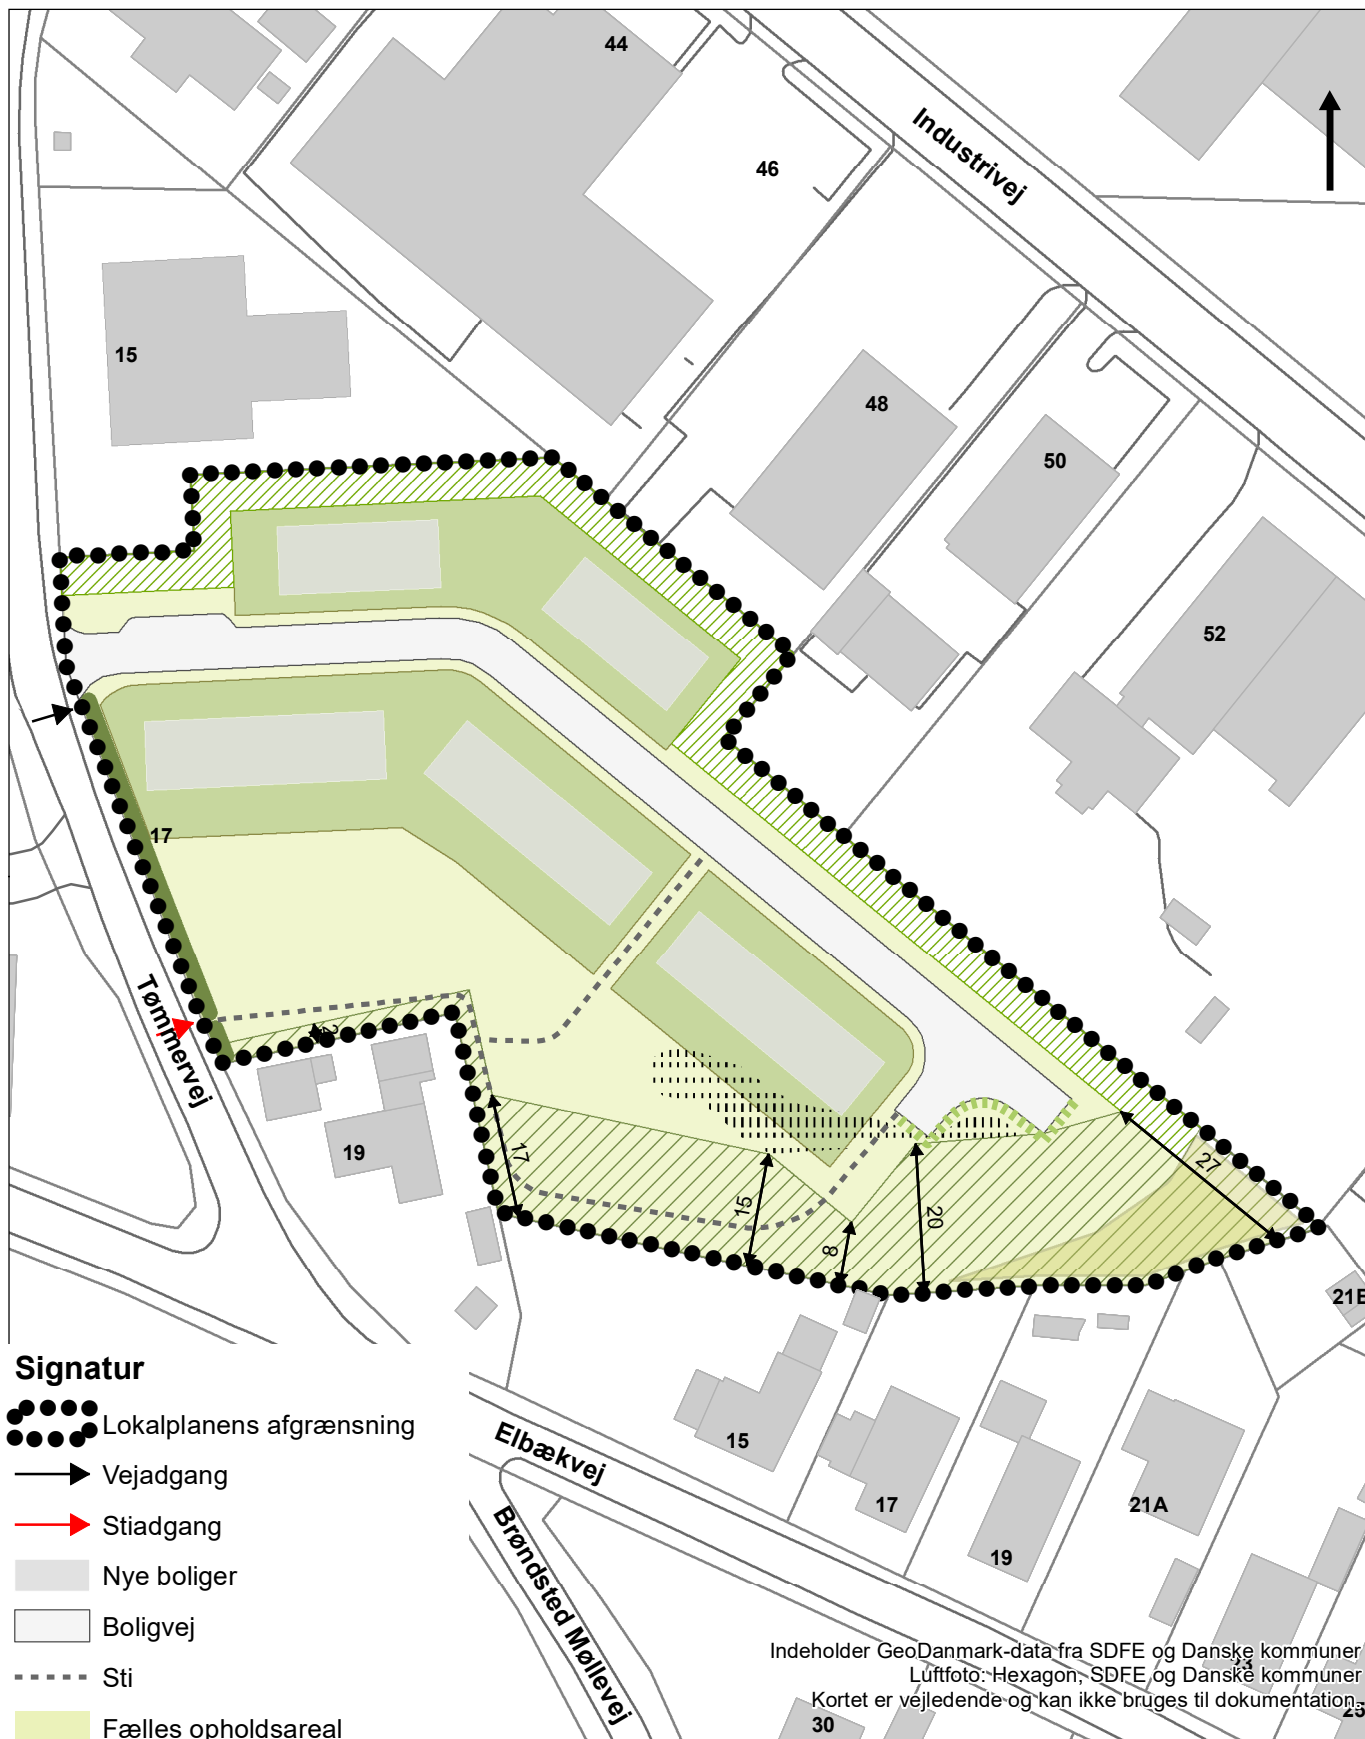 44
46
Industrivej
15
48
50
52
17
2
Tømmervej
19
17
15
8
20
27
21B
15
Elbækvej
17
19
21A
Brøndsted Møllevej
30
23
25
Signatur
Lokalplanens afgrænsning
Vejadgang
Stiadgang
Nye boliger
Boligvej
Sti
Fælles opholdsareal
Indeholder GeoDanmark-data fra SDFE og Danske kommuner
Luftfoto: Hexagon, SDFE og Danske kommuner
Kortet er vejledende og kan ikke bruges til dokumentation.